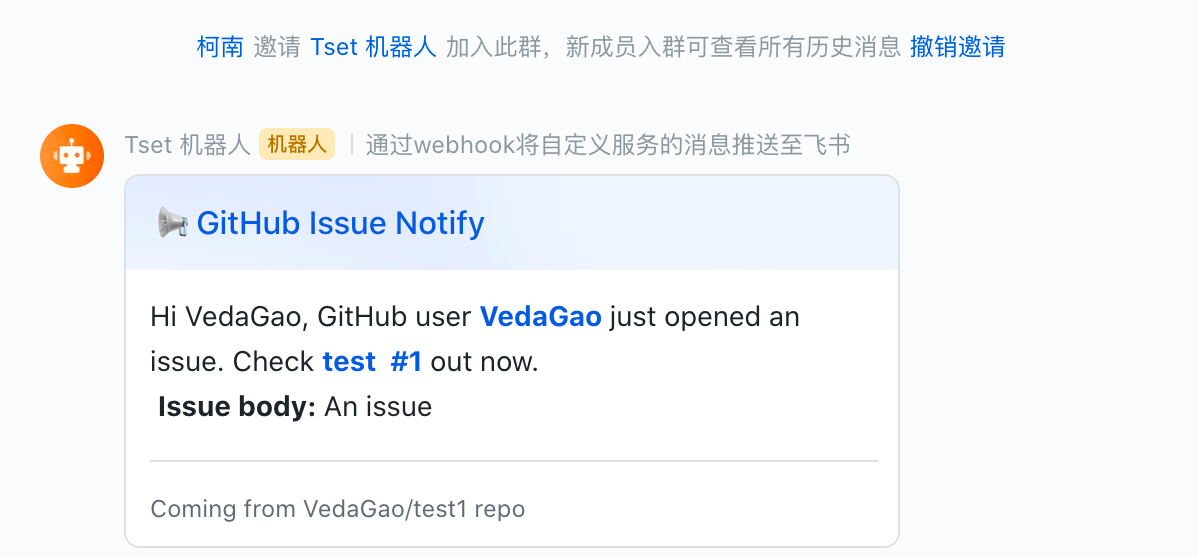 柯南 邀请 Tset 机器人 加入此群，新成员入群可查看所有历史消息 撤销邀请
Tset 机器人 机器人 | 通过webhook将自定义服务的消息推送至飞书
📢 GitHub Issue Notify
Hi VedaGao, GitHub user VedaGao just opened an
issue. Check test #1 out now.
Issue body: An issue
Coming from VedaGao/test1 repo